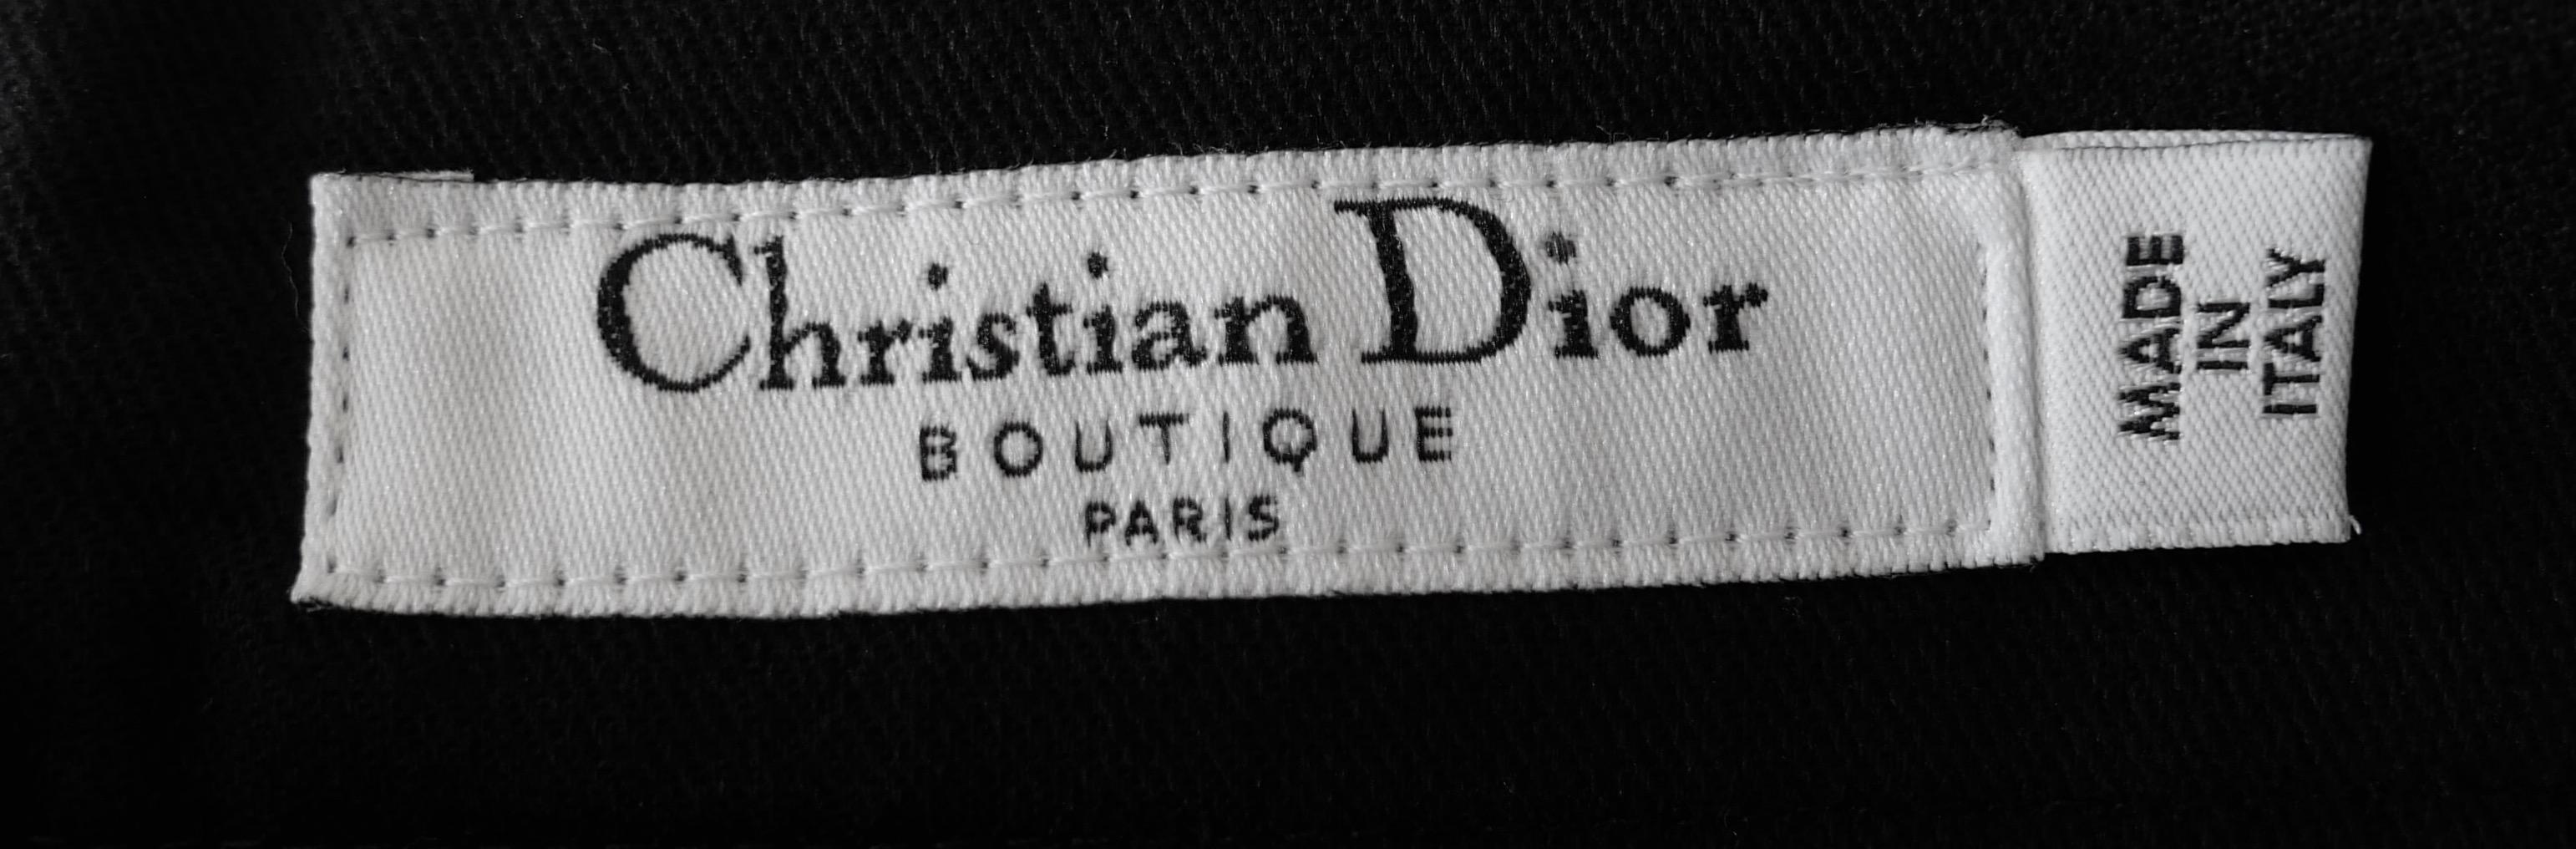 Christian Dior
BOUTIQUE
PARIS
MADE
IN
ITALY